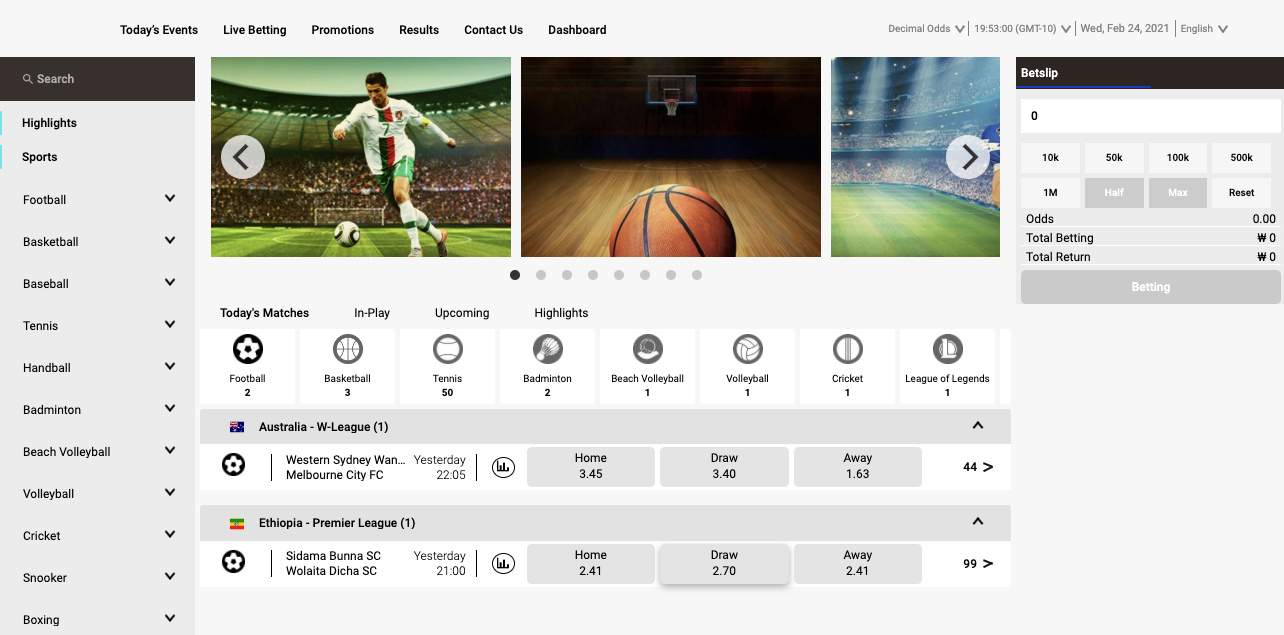 Today's Events Live Betting Promotions Results Contact Us Dashboard
Decimal Odds 19:53:00 (GMT-10) Wed, Feb 24, 2021 English
Search
Highlights
Sports
Football
Basketball
Baseball
Tennis
Handball
Badminton
Beach Volleyball
Volleyball
Cricket
Snooker
Boxing
Today's Matches In-Play Upcoming Highlights
Football Basketball Tennis Badminton Beach Volleyball Volleyball Cricket League of Legends
2 3 50 2 1 1 1 1
Australia - W-League (1)
Western Sydney Wan... Yesterday Home Draw Away
Melbourne City FC 22:05 3.45 3.40 1.63
44 >
Ethiopia - Premier League (1)
Sidama Bunna SC Yesterday Home Draw Away
Wolaita Dicha SC 21:00 2.41 2.70 2.41
99 >
Betslip
0
10k 50k 100k 500k
1M Half Max Reset
Odds 0.00
Total Betting ₩ 0
Total Return ₩ 0
Betting